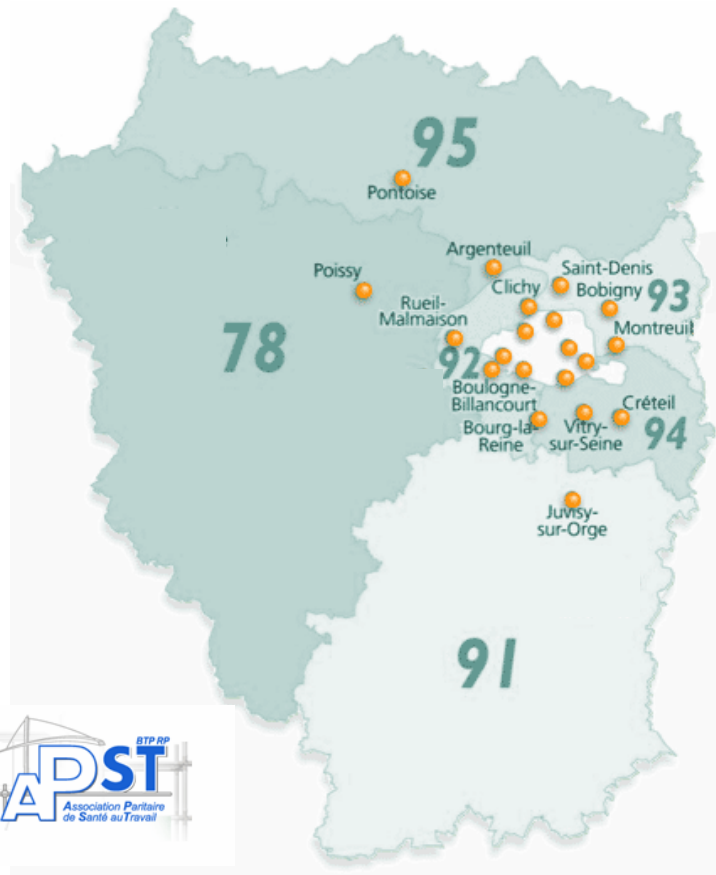 95
Pontoise
Argenteuil
Poissy
Saint-Denis
Clichy
Bobigny
93
Rueil-
Malmaison
Montreuil
78
92
Boulogne-
Billancourt
Créteil
Bourg-la-
Reine
Vitry-
sur-Seine
94
Juvisy-
sur-Orge
91
BTP RP
APST
Association Paritaire
de Santé au Travail